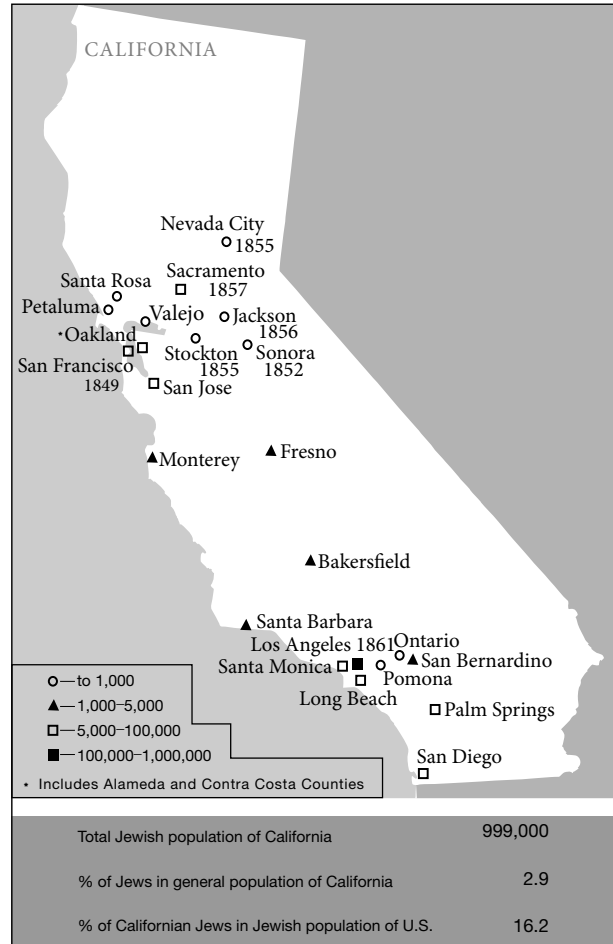 CALIFORNIA
Nevada City
1855
Santa Rosa
Sacramento
1857
Petaluma
Valejo
Jackson
1856
*Oakland
Stockton
1855
Sonora
1852
San Francisco
1849
San Jose
Monterey
Fresno
Bakersfield
Santa Barbara
Los Angeles 1861
Ontario
Santa Monica
San Bernardino
Pomona
Long Beach
Palm Springs
San Diego
—to 1,000
—1,000–5,000
—5,000–100,000
—100,000–1,000,000
* Includes Alameda and Contra Costa Counties
Total Jewish population of California 999,000
% of Jews in general population of California 2.9
% of Californian Jews in Jewish population of U.S. 16.2